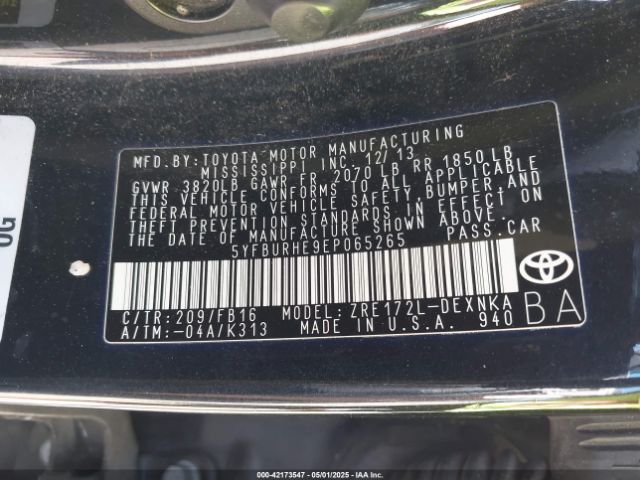 MFD.BY:TOYOTA MOTOR MANUFACTURING
MISSISSIPPI INC. 12/13
GVWR 3820LB GAWR FR 2070 LB RR 1850 LB
THIS VEHICLE CONFORMS TO ALL APPLICABLE
FEDERAL MOTOR VEHICLE SAFETY, BUMPER, AND
THEFT PREVENTION STANDARDS IN EFFECT ON
THE DATE OF MANUFACTURE SHOWN ABOVE.
5YFBURHE9EP065265 PASS.CAR
C/TR:209/FB16 MODEL:ZRE172L-DEXNKA
A/TM:-04A/K313 MADE IN U.S.A. 940
BA
000-42173547 - 05/01/2025 - IAA Inc.